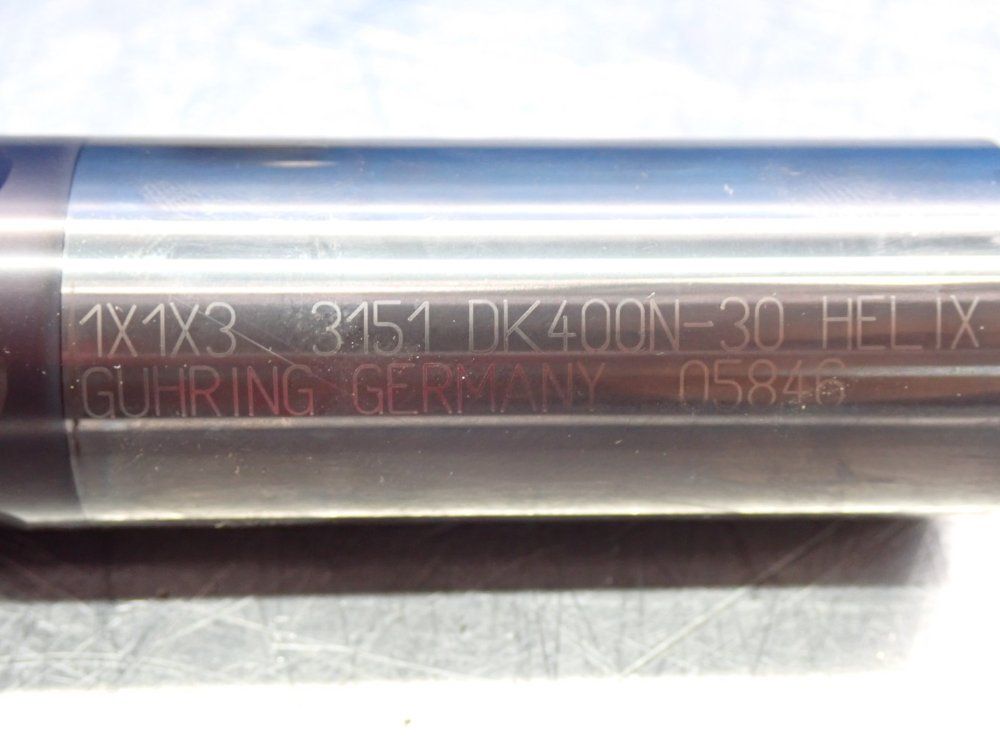 1X1X3 3151 DK400N-30 HELIX
GUHRING GERMANY 05846